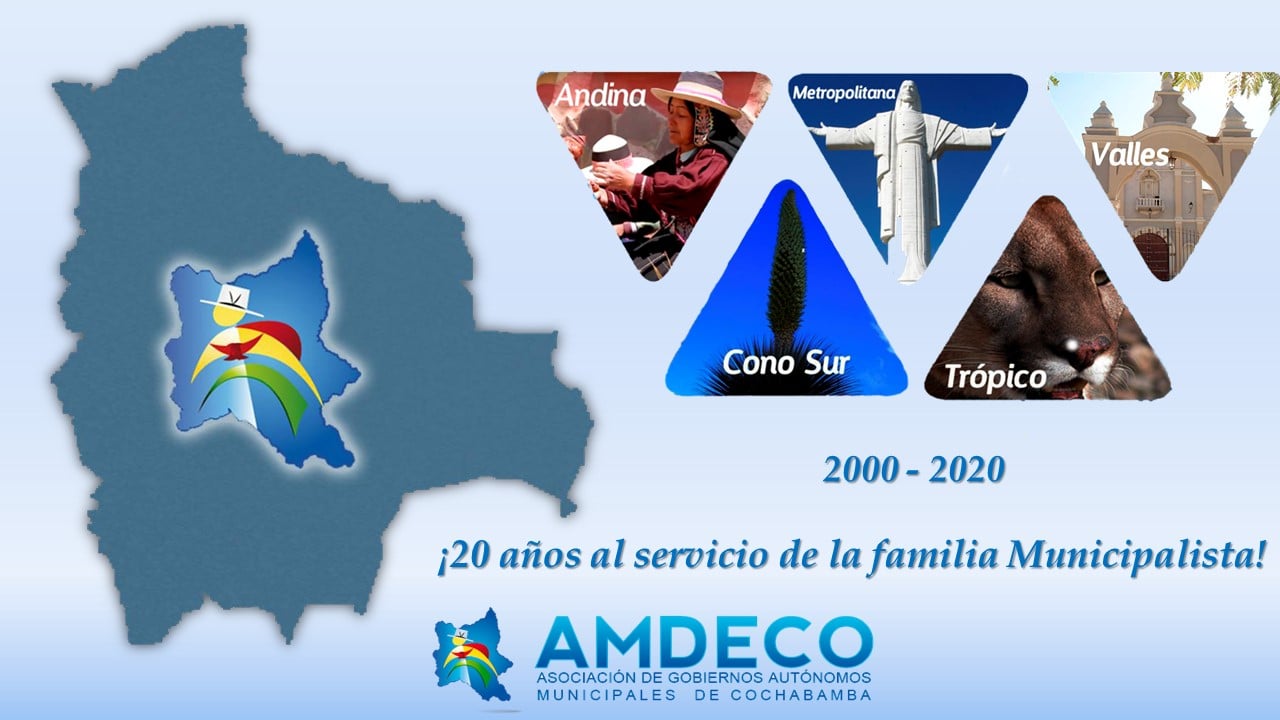 Andina
Metropolitana
Valles
Cono Sur
Trópico
2000 - 2020
¡20 años al servicio de la familia Municipalista!
AMDECO
ASOCIACIÓN DE GOBIERNOS AUTÓNOMOS
MUNICIPALES DE COCHABAMBA